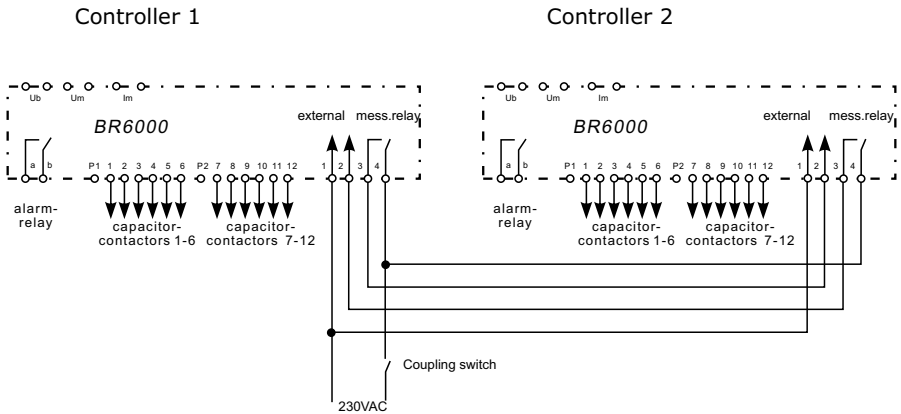 Controller 1
Controller 2
Ub Um Im
Ub Um Im
BR6000
external mess.relay
BR6000
external mess.relay
a b P1 1 2 3 4 5 6 P2 7 8 9 10 11 12 1 2 3 4
a b P1 1 2 3 4 5 6 P2 7 8 9 10 11 12 1 2 3 4
alarm-
relay
capacitor-
contactors 1-6
capacitor-
contactors 7-12
alarm-
relay
capacitor-
contactors 1-6
capacitor-
contactors 7-12
Coupling switch
230VAC